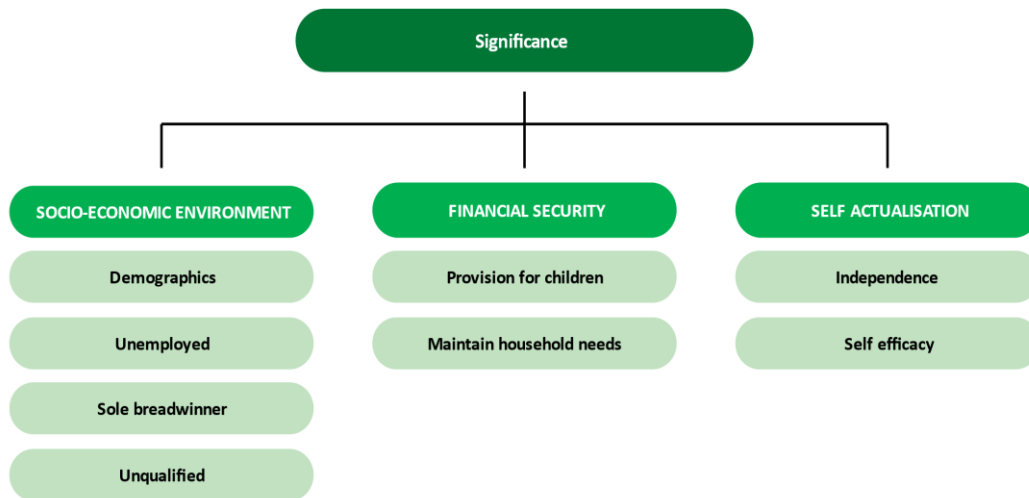 Significance
SOCIO-ECONOMIC ENVIRONMENT
Demographics
Unemployed
Sole breadwinner
Unqualified
FINANCIAL SECURITY
Provision for children
Maintain household needs
SELF ACTUALISATION
Independence
Self efficacy